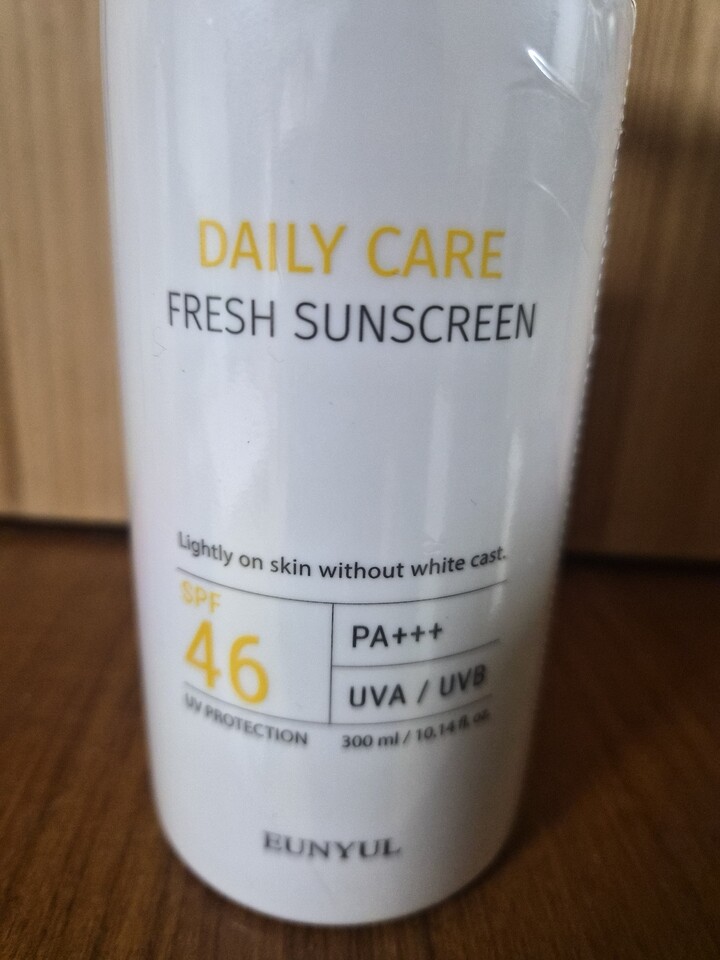 DAILY CARE
FRESH SUNSCREEN
Lightly on skin without white cast.
SPF
46
UV PROTECTION
PA+++
UVA / UVB
300 ml / 10.14 fl. oz.
EUNYUL